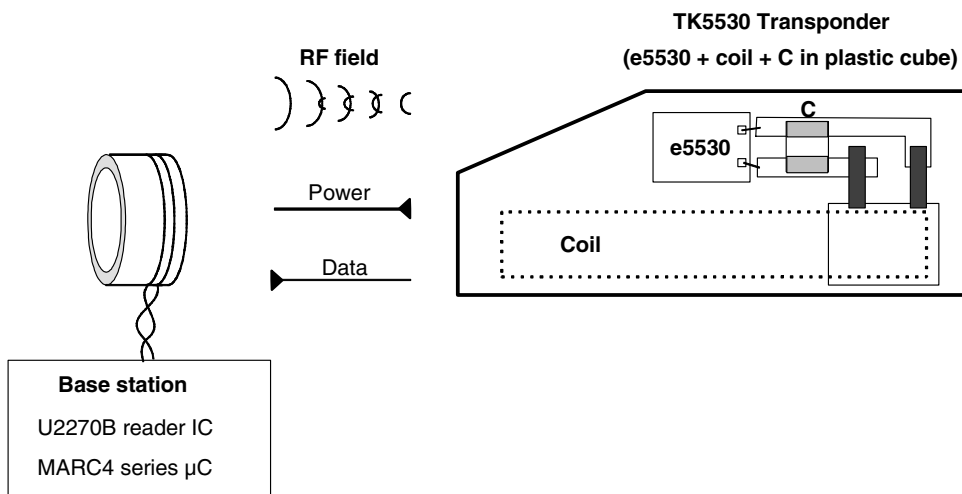 TK5530 Transponder
(e5530 + coil + C in plastic cube)
RF field
C
e5530
Power
Data
Coil
Base station
U2270B reader IC
MARC4 series µC